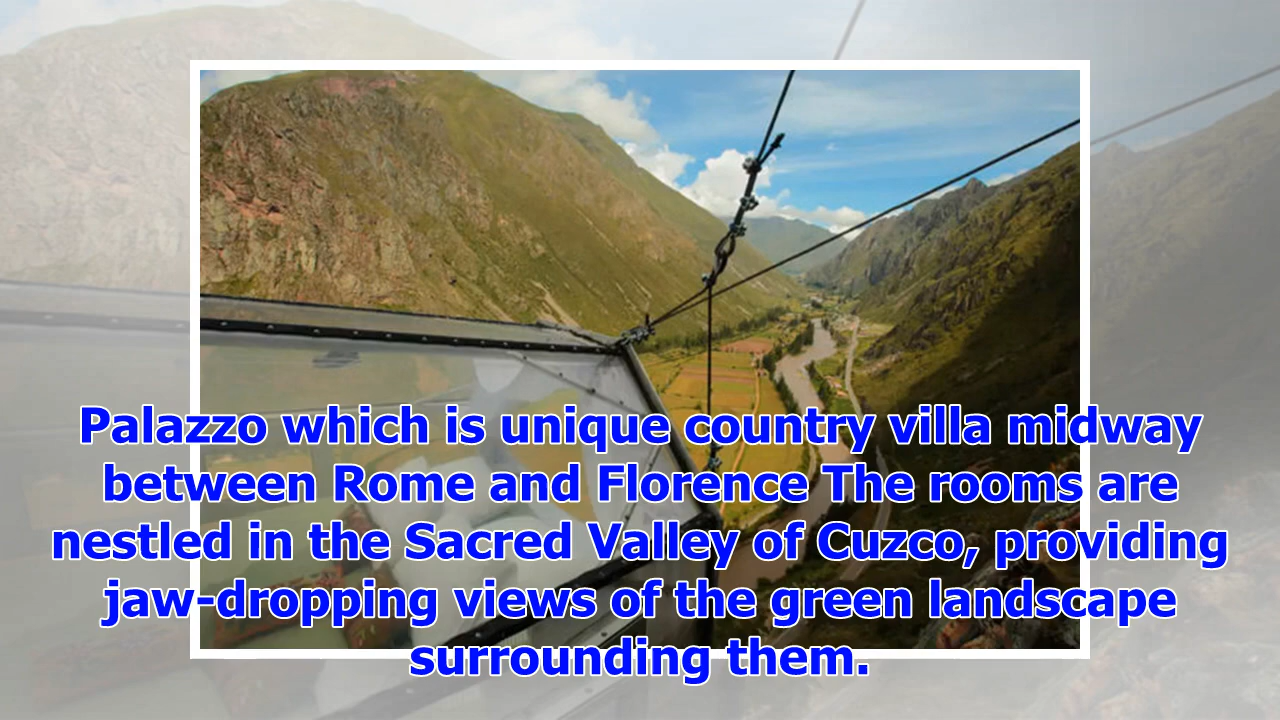 Palazzo which is unique country villa midway
between Rome and Florence The rooms are
nestled in the Sacred Valley of Cuzco, providing
jaw-dropping views of the green landscape
surrounding them.